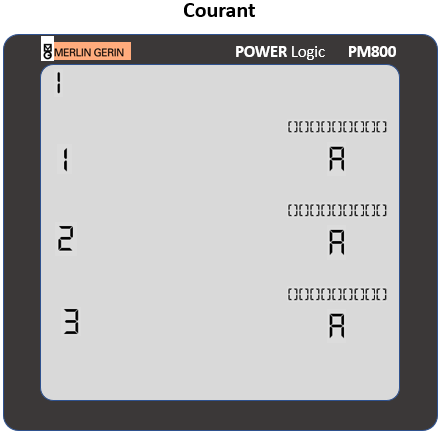 Courant
MERLIN GERIN POWER Logic PM800
1
1 A
2 A
3 A